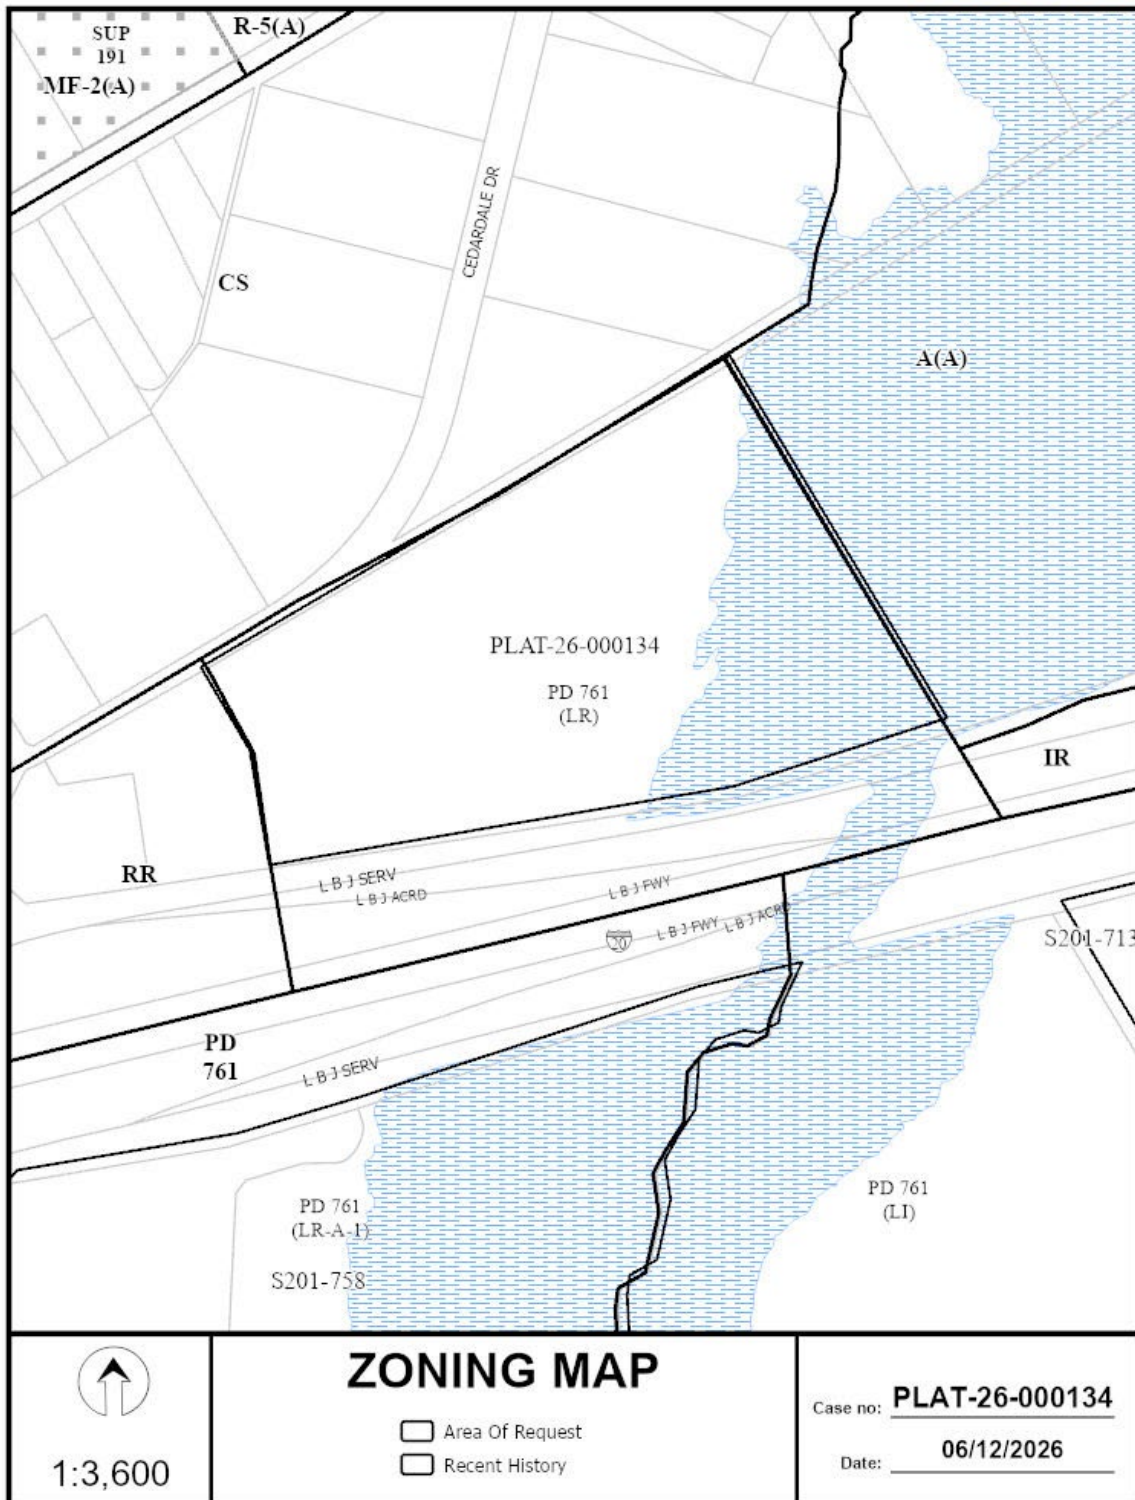 SUP
191
R-5(A)
MF-2(A)
CEDARDALE DR
CS
A(A)
PLAT-26-000134
PD 761
(LR)
IR
RR
L B J SERV
L B J ACRD
L B J FWY
L B J FWY
L B J ACRD
20
S201-713
PD
761
L B J SERV
PD 761
(LR-A-1)
PD 761
(LI)
S201-758
ZONING MAP
Area Of Request
Recent History
1:3,600
Case no: PLAT-26-000134
Date: 06/12/2026